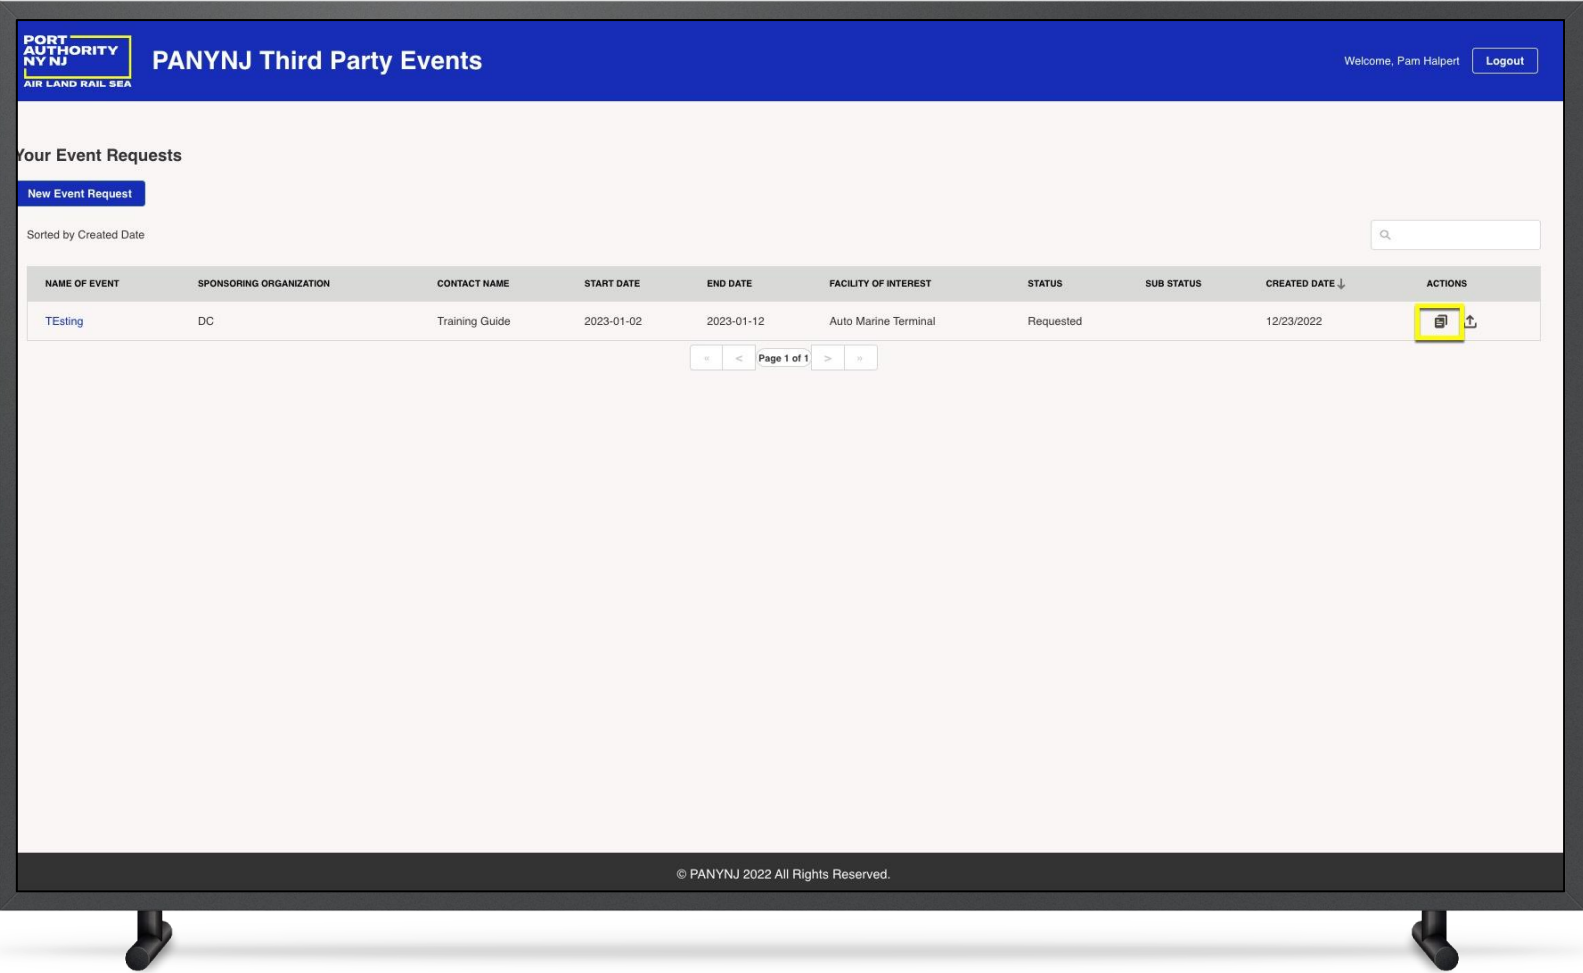 PORT
AUTHORITY
NY NJ
AIR LAND RAIL SEA
PANYNJ Third Party Events
Welcome, Pam Halpert
Logout
Your Event Requests
New Event Request
Sorted by Created Date
NAME OF EVENT SPONSORING ORGANIZATION CONTACT NAME START DATE END DATE FACILITY OF INTEREST STATUS SUB STATUS CREATED DATE ACTIONS
TEsting DC Training Guide 2023-01-02 2023-01-12 Auto Marine Terminal Requested 12/23/2022
« < Page 1 of 1 > »
© PANYNJ 2022 All Rights Reserved.